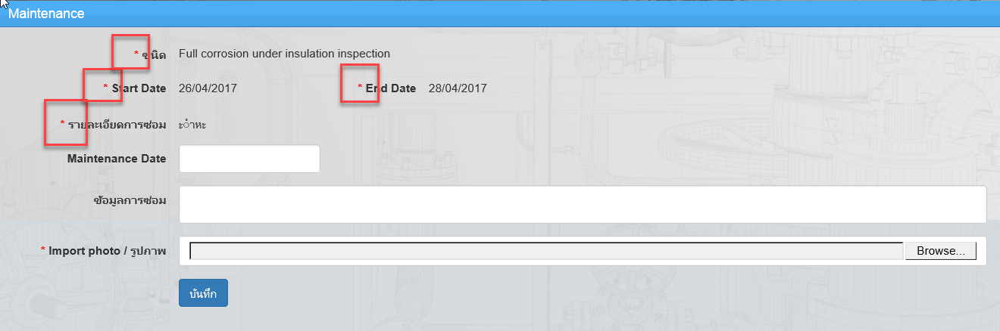 Maintenance
* ชนิด Full corrosion under insulation inspection
* Start Date 26/04/2017 * End Date 28/04/2017
* รายละเอียดการซ่อม ะ๋ำหะ
Maintenance Date
ข้อมูลการซ่อม
* Import photo / รูปภาพ Browse...
บันทึก